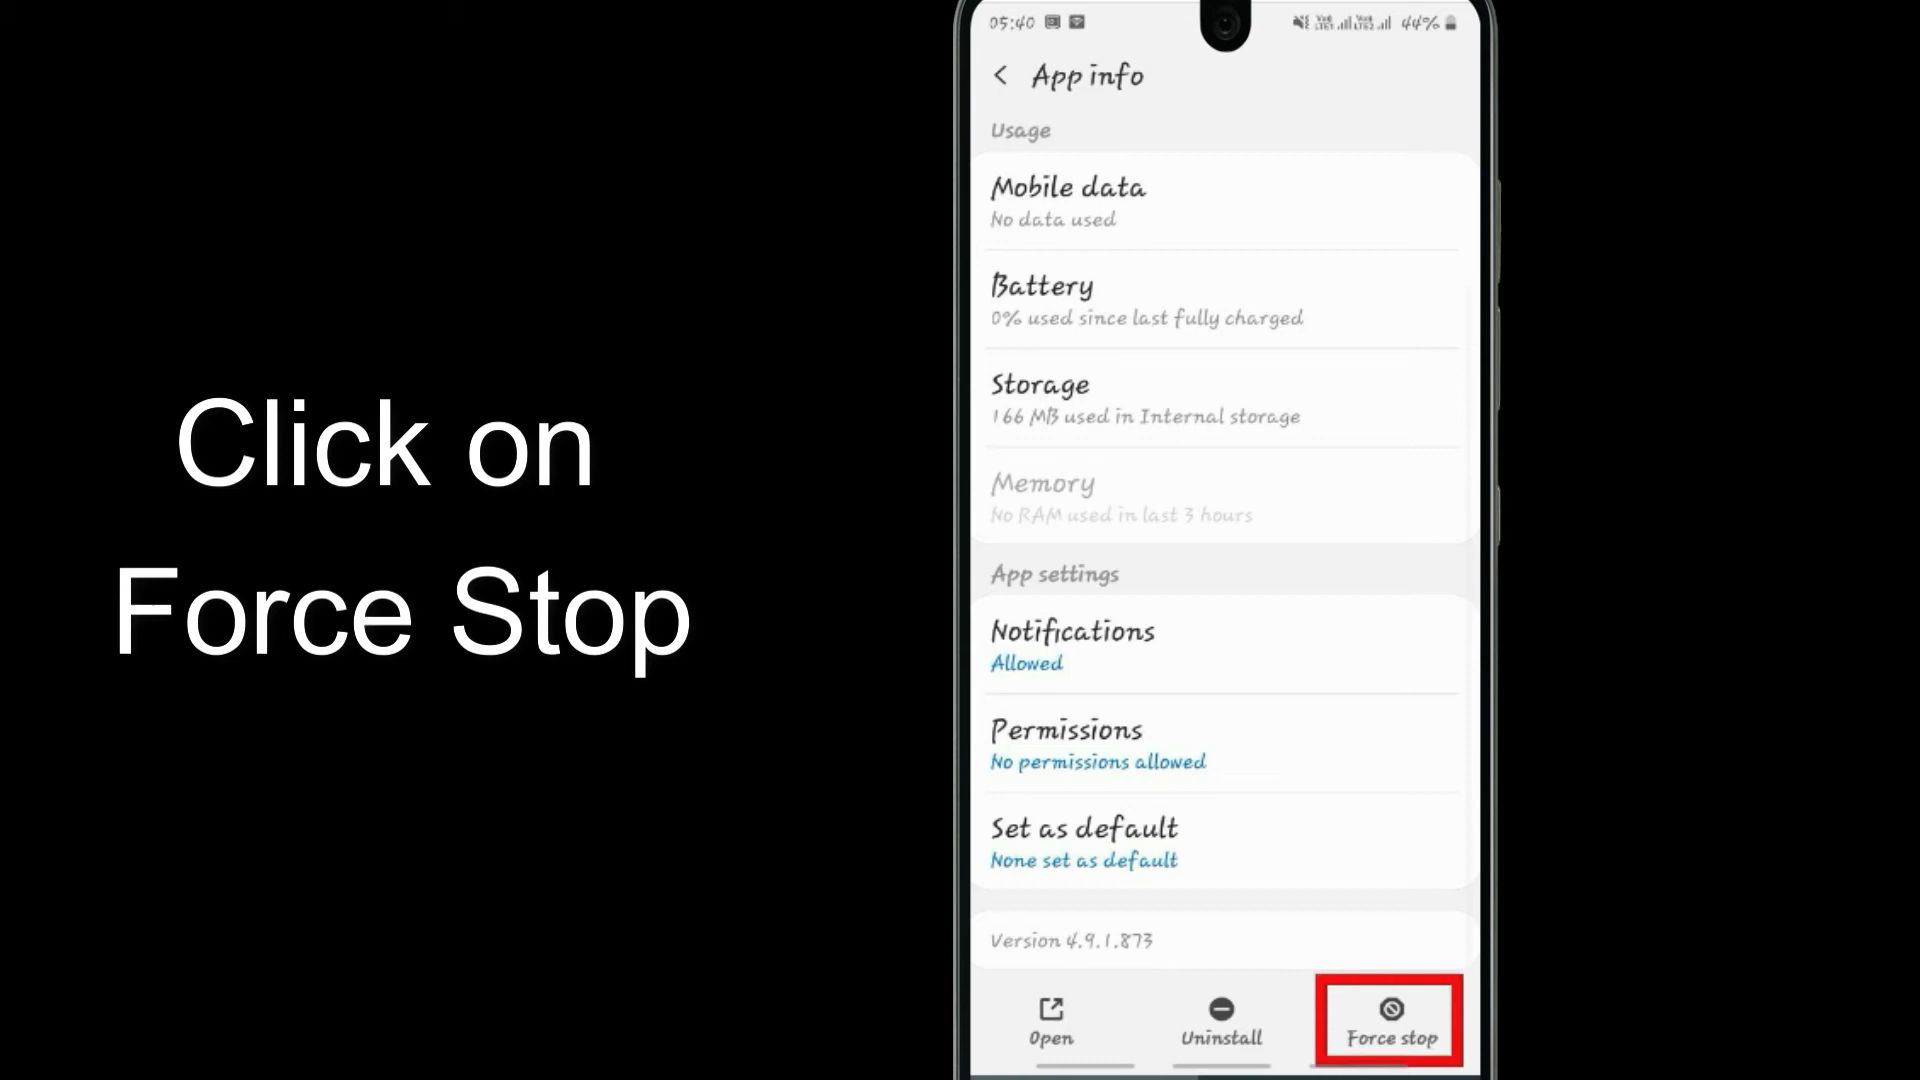 Click on
Force Stop
05:40
44%
App info
Usage
Mobile data
No data used
Battery
0% used since last fully charged
Storage
166 MB used in Internal storage
Memory
No RAM used in last 3 hours
App settings
Notifications
Allowed
Permissions
No permissions allowed
Set as default
None set as default
Version 4.9.1.873
Open
Uninstall
Force stop